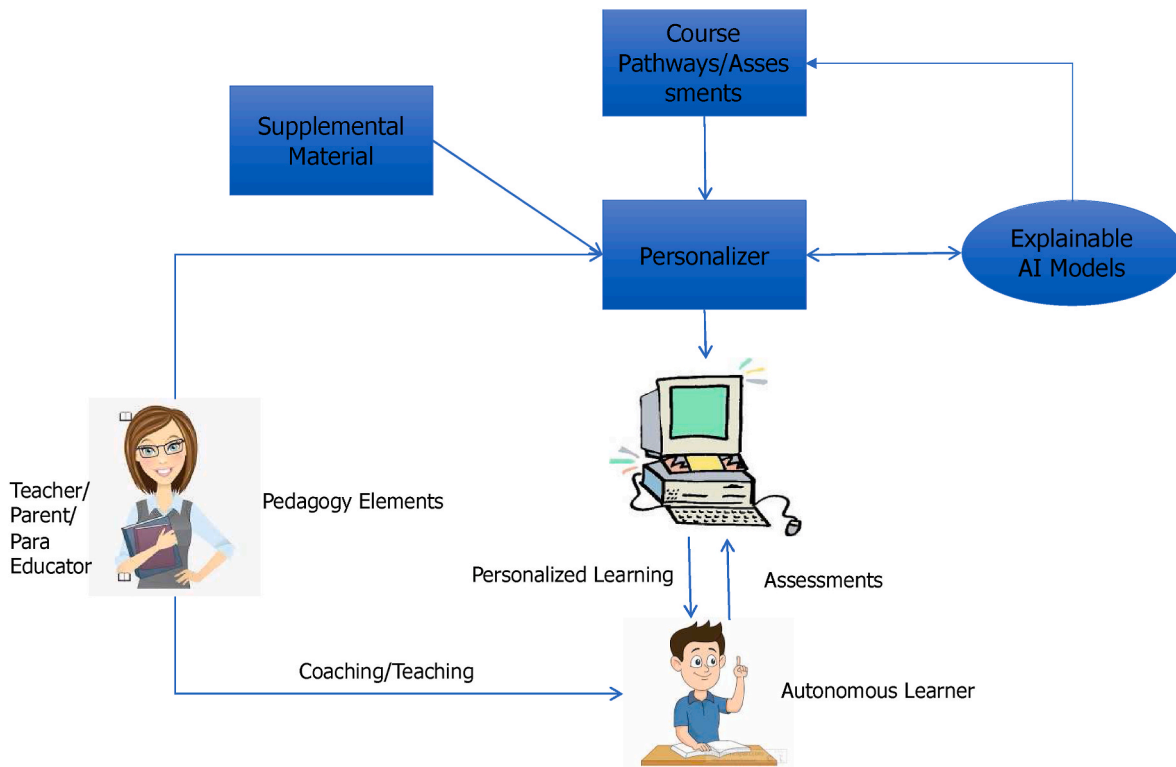 Course
Pathways/Asses
sments
Supplemental
Material
Personalizer
Explainable
AI Models
Teacher/
Parent/
Para
Educator
Pedagogy Elements
Personalized Learning
Assessments
Coaching/Teaching
Autonomous Learner